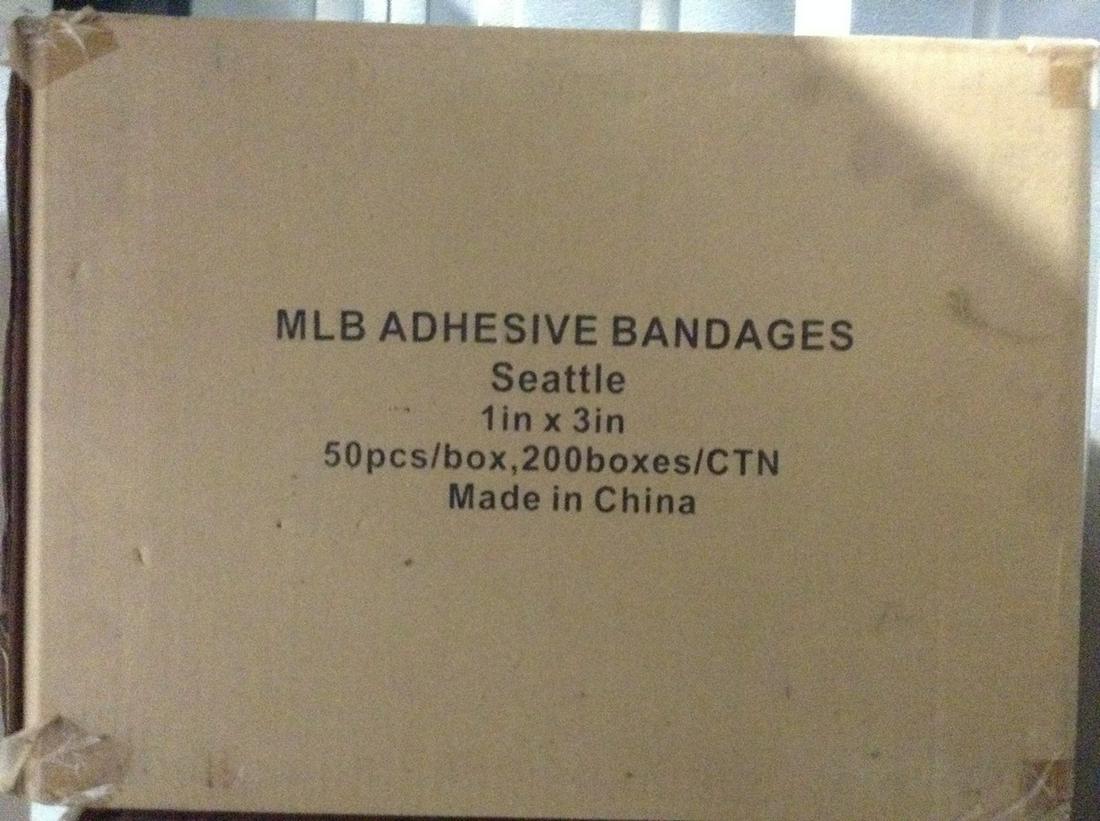 MLB ADHESIVE BANDAGES
Seattle
1in x 3in
50pcs/box,200boxes/CTN
Made in China